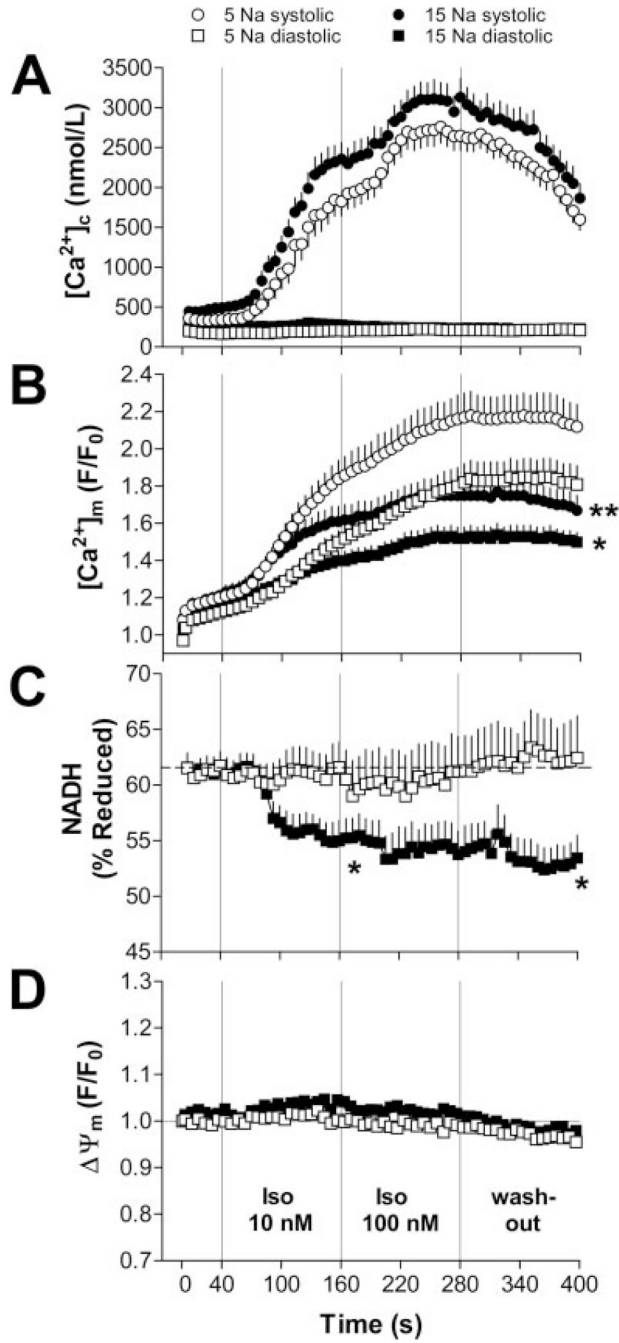 5 Na systolic 15 Na systolic
5 Na diastolic 15 Na diastolic
A
3500
3000
2500
2000
1500
1000
500
0
[Ca2+]c (nmol/L)
B
2.4
2.2
2.0
1.8
1.6
1.4
1.2
1.0
[Ca2+]m (F/F0)
**
*
C
70
65
60
55
50
45
NADH
(% Reduced)
*
*
D
1.3
1.2
1.1
1.0
0.9
0.8
0.7
ΔΨm (F/F0)
Iso
10 nM
Iso
100 nM
wash-
out
0 40 100 160 220 280 340 400
Time (s)